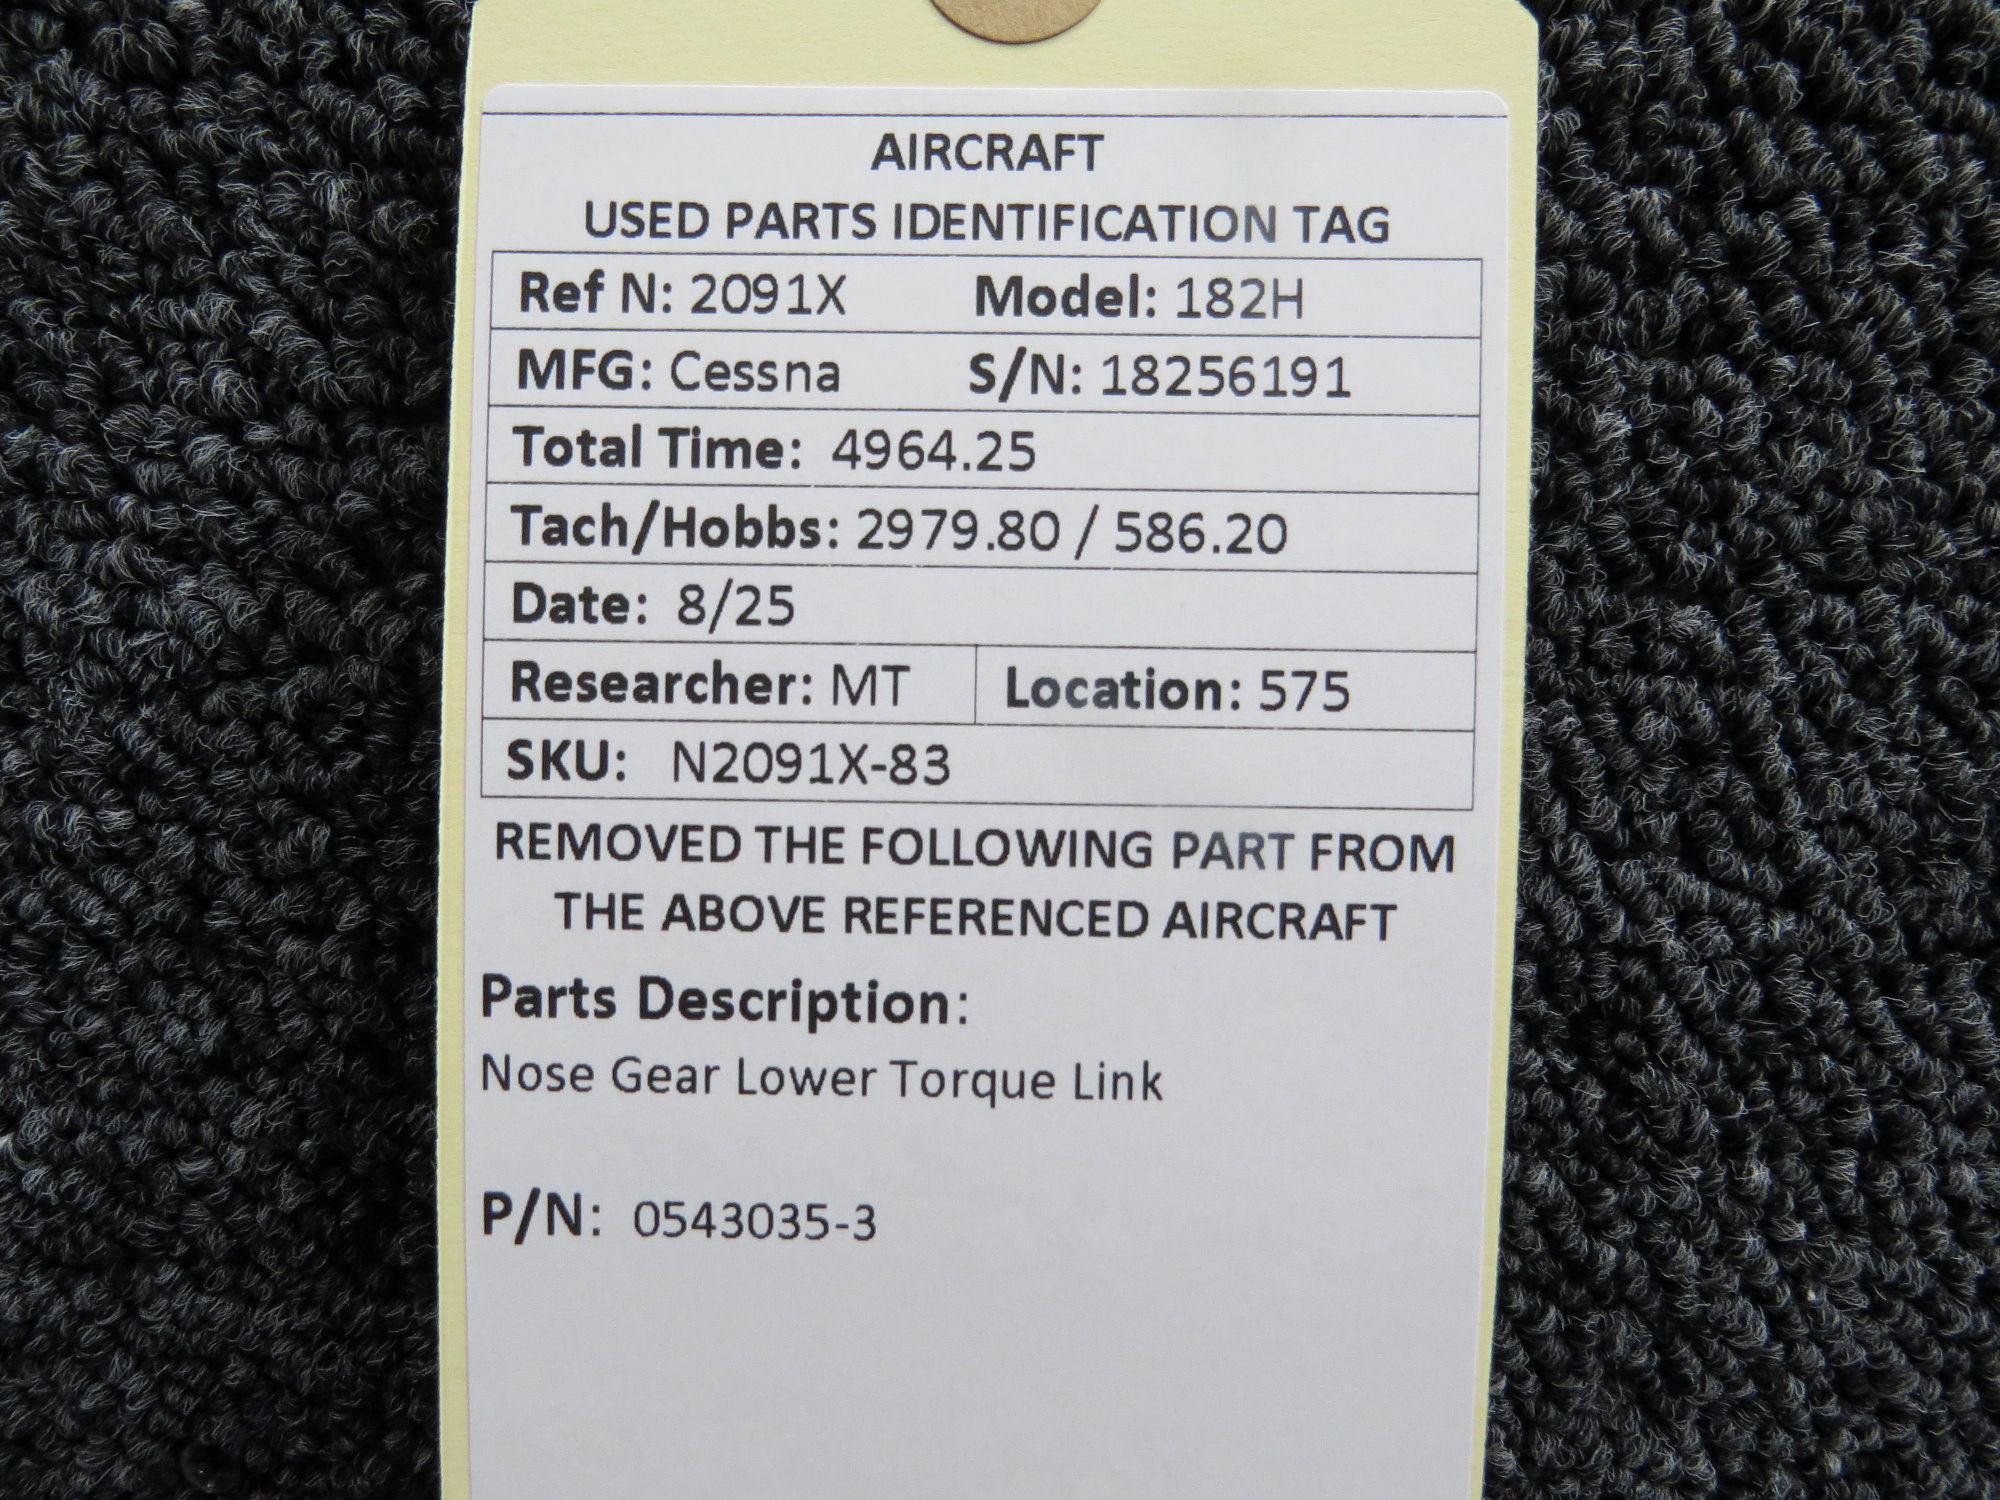 AIRCRAFT
USED PARTS IDENTIFICATION TAG
Ref N: 2091X Model: 182H
MFG: Cessna S/N: 18256191
Total Time: 4964.25
Tach/Hobbs: 2979.80 / 586.20
Date: 8/25
Researcher: MT Location: 575
SKU: N2091X-83
REMOVED THE FOLLOWING PART FROM
THE ABOVE REFERENCED AIRCRAFT
Parts Description:
Nose Gear Lower Torque Link
P/N: 0543035-3